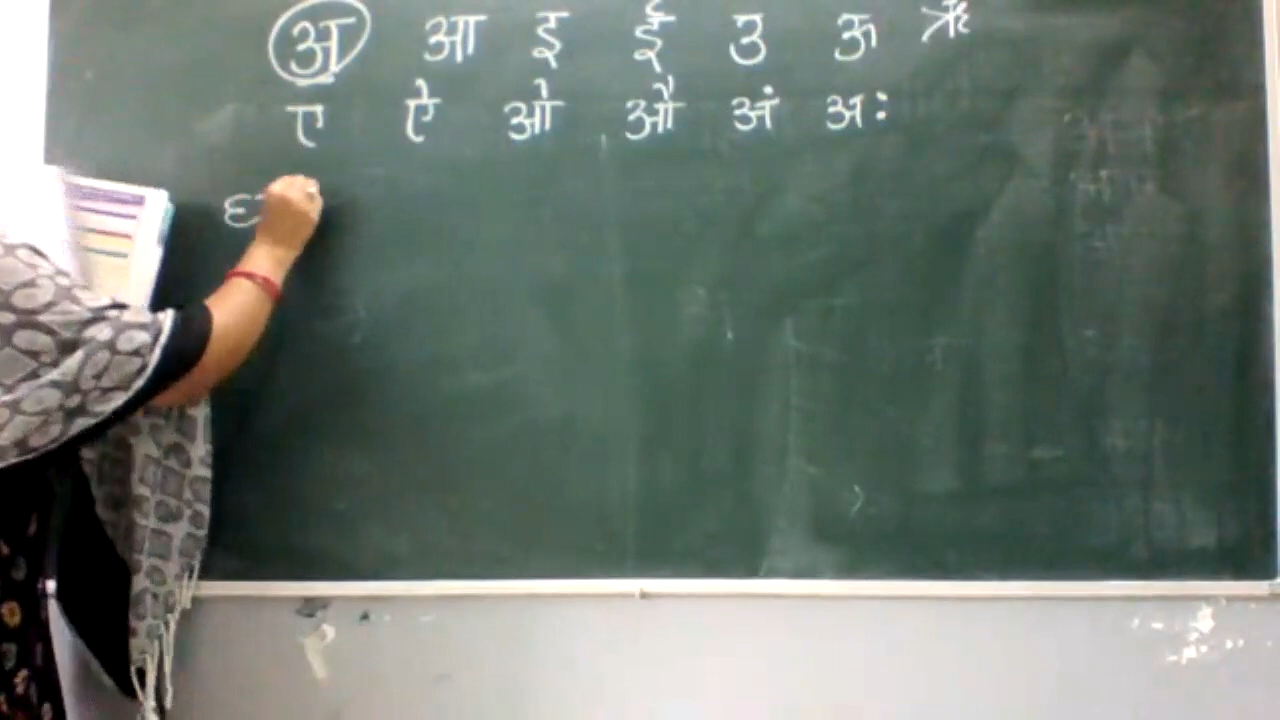 अ आ इ ई उ ऊ ऋ
ए ऐ ओ औ अं अः